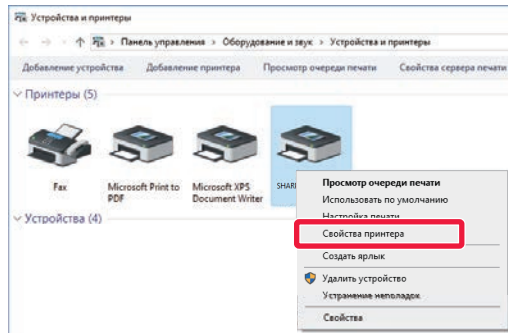 Устройства и принтеры
Панель управления › Оборудование и звук › Устройства и принтеры
Добавление устройства Добавление принтера Просмотр очереди печати Свойства сервера печати
Принтеры (5)
Fax
Microsoft Print to PDF
Microsoft XPS Document Writer
SHAR
Просмотр очереди печати
Использовать по умолчанию
Настройка печати
Свойства принтера
Создать ярлык
Удалить устройство
Устранение неполадок
Свойства
Устройства (4)